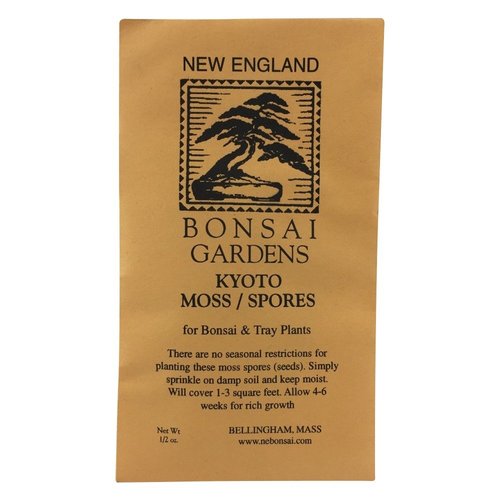 NEW ENGLAND
BONSAI
GARDENS
KYOTO
MOSS / SPORES
for Bonsai & Tray Plants
There are no seasonal restrictions for
planting these moss spores (seeds). Simply
sprinkle on damp soil and keep moist.
Will cover 1-3 square feet. Allow 4-6
weeks for rich growth
Net Wt
1/2 oz.
BELLINGHAM, MASS
www.nebonsai.com